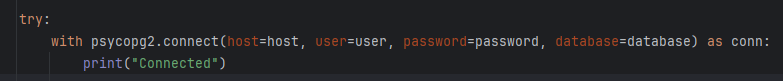 try:
    with psycopg2.connect(host=host, user=user, password=password, database=database) as conn:
        print("Connected")